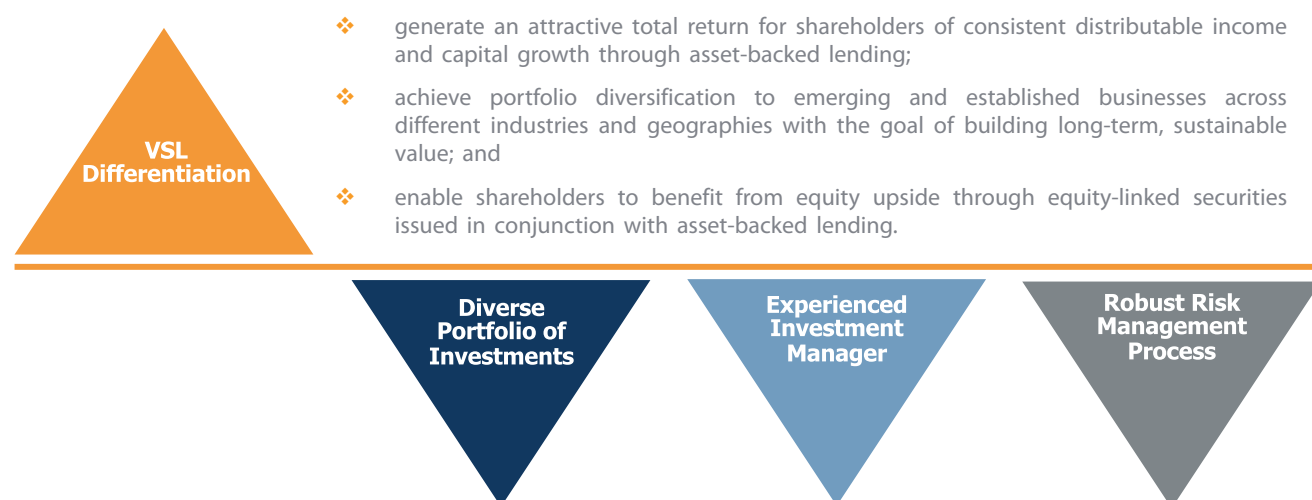 VSL
Differentiation
❖ generate an attractive total return for shareholders of consistent distributable income
and capital growth through asset-backed lending;
❖ achieve portfolio diversification to emerging and established businesses across
different industries and geographies with the goal of building long-term, sustainable
value; and
❖ enable shareholders to benefit from equity upside through equity-linked securities
issued in conjunction with asset-backed lending.
Diverse
Portfolio of
Investments
Experienced
Investment
Manager
Robust Risk
Management
Process